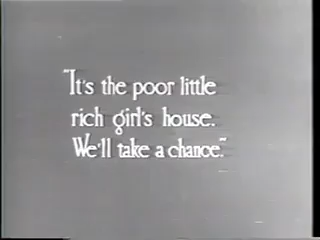 "It's the poor little
rich girl's house.
We'll take a chance."